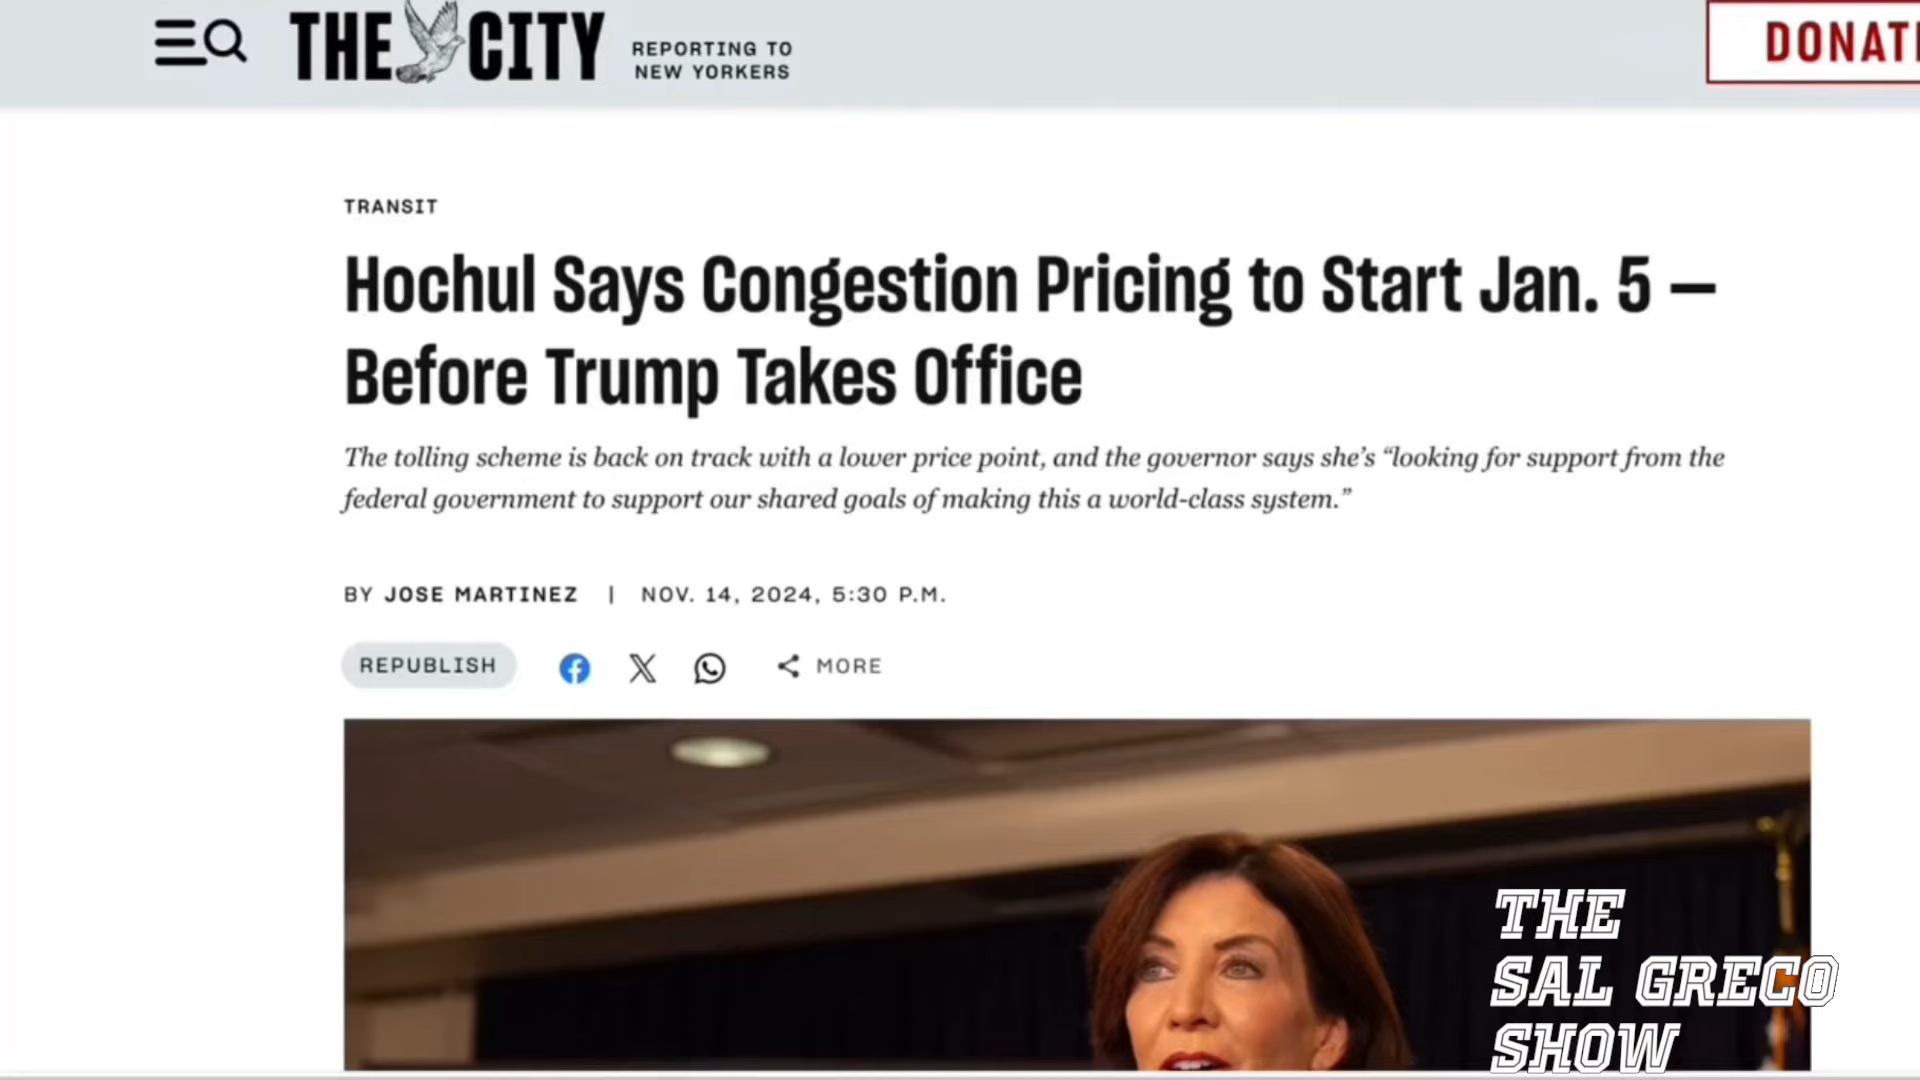 THE CITY
REPORTING TO
NEW YORKERS
DONATE
TRANSIT
Hochul Says Congestion Pricing to Start Jan. 5 —
Before Trump Takes Office
The tolling scheme is back on track with a lower price point, and the governor says she’s “looking for support from the
federal government to support our shared goals of making this a world-class system.”
BY JOSE MARTINEZ | NOV. 14, 2024, 5:30 P.M.
REPUBLISH
MORE
THE
SAL GRECO
SHOW